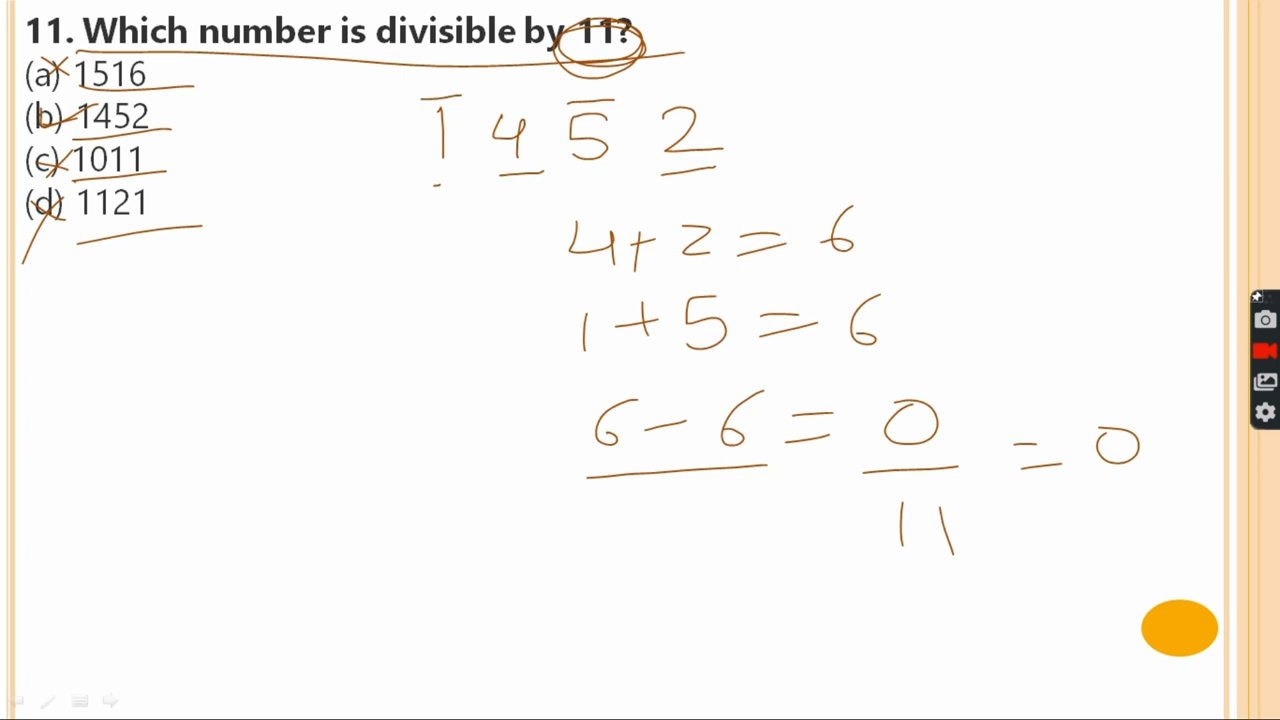 11. Which number is divisible by 11?
(a) 1516
(b) 1452
(c) 1011
(d) 1121
1 4 5 2
4 + 2 = 6
1 + 5 = 6
6 - 6 = 0 = 0
11